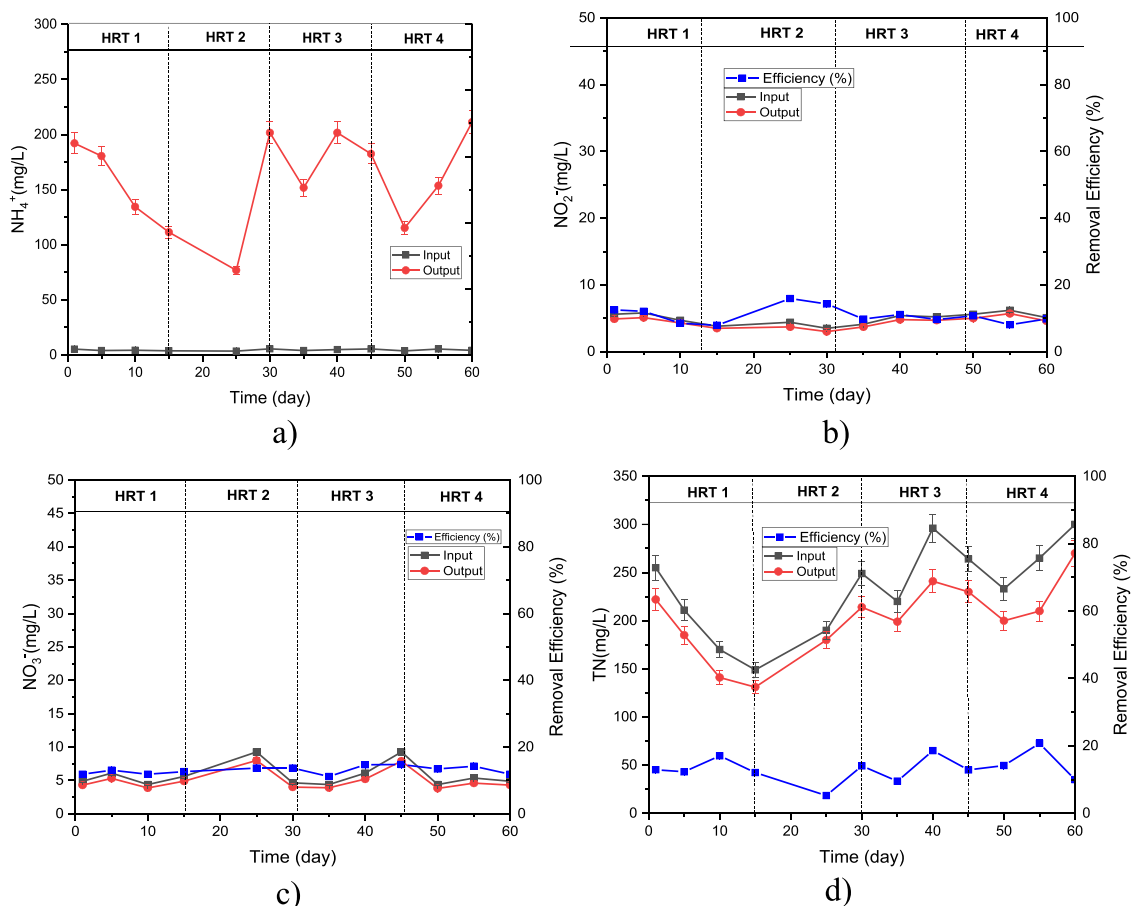 HRT 1 HRT 2 HRT 3 HRT 4
300
250
200
150
100
50
0
NH₄⁺(mg/L)
Input
Output
0 10 20 30 40 50 60
Time (day)
a)
HRT 1 HRT 2 HRT 3 HRT 4
50
40
30
20
10
0
NO₂⁻(mg/L)
Efficiency (%)
Input
Output
100
80
60
40
20
0
Removal Efficiency (%)
0 10 20 30 40 50 60
Time (day)
b)
HRT 1 HRT 2 HRT 3 HRT 4
50
45
40
35
30
25
20
15
10
5
0
NO₃⁻(mg/L)
Efficiency (%)
Input
Output
100
80
60
40
20
0
Removal Efficiency (%)
0 10 20 30 40 50 60
Time (day)
c)
HRT 1 HRT 2 HRT 3 HRT 4
350
300
250
200
150
100
50
0
TN(mg/L)
Efficiency (%)
Input
Output
100
80
60
40
20
0
Removal Efficiency (%)
0 10 20 30 40 50 60
Time (day)
d)